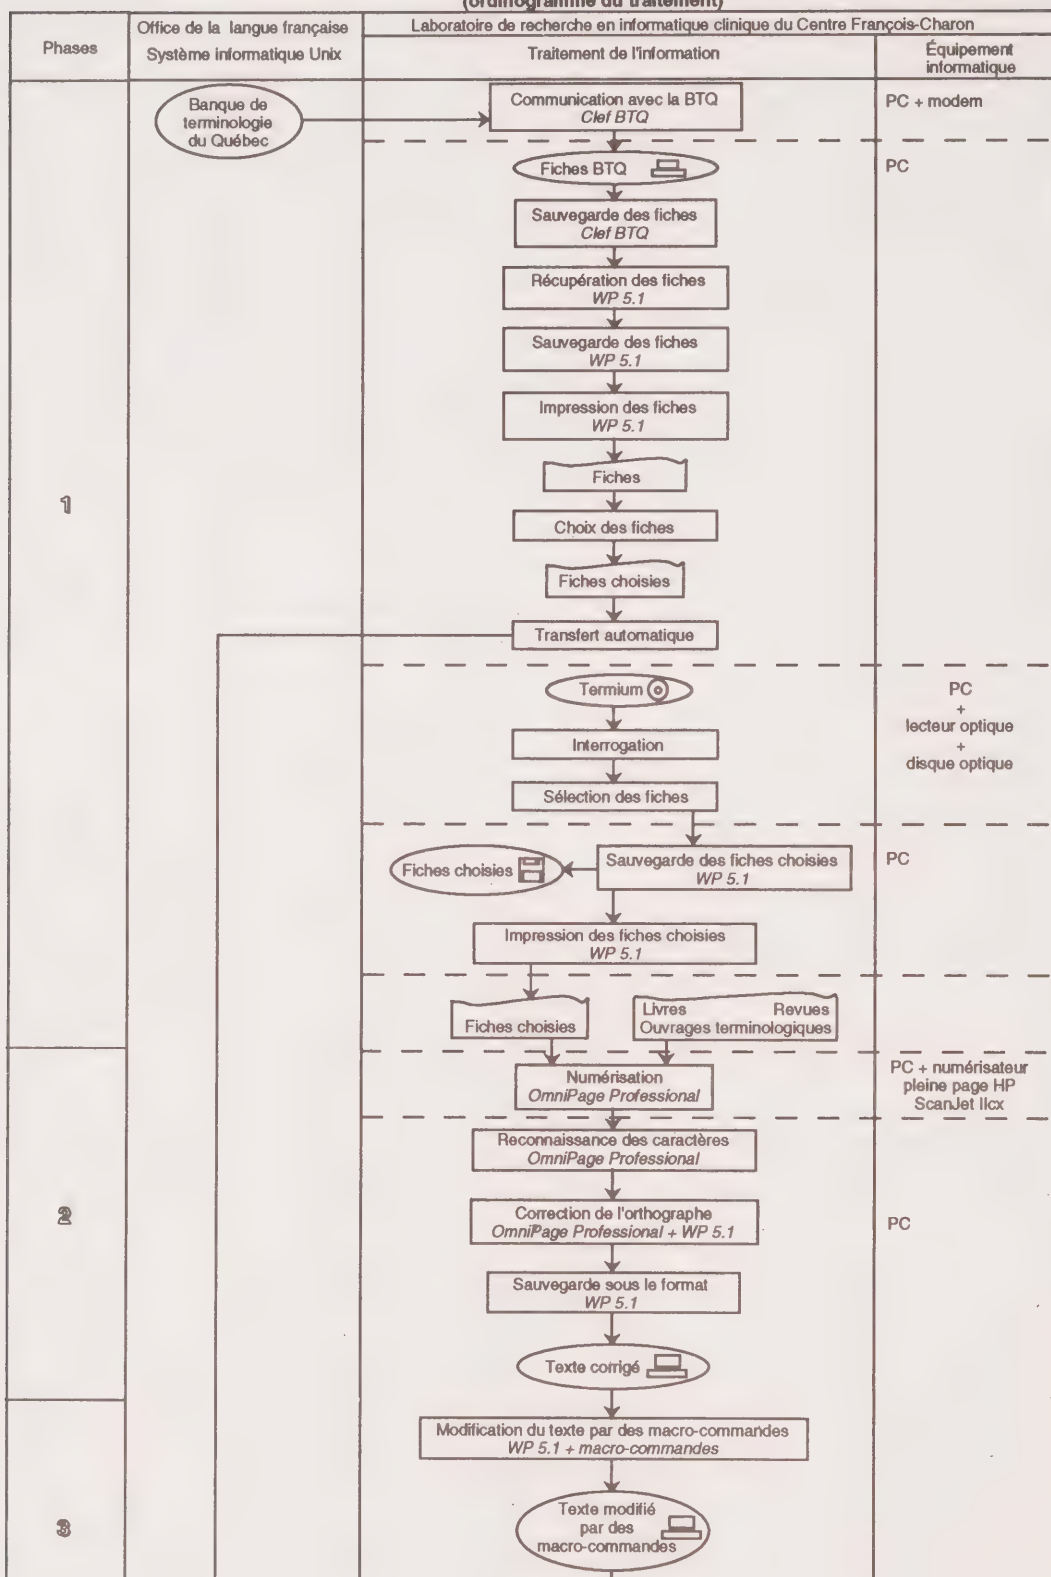 (ordinogramme du traitement)
Phases
Office de la langue française
Système informatique Unix
Laboratoire de recherche en informatique clinique du Centre François-Charon
Traitement de l'information
Équipement
informatique
1
Banque de
terminologie
du Québec
Communication avec la BTQ
Clef BTQ
PC + modem
Fiches BTQ
PC
Sauvegarde des fiches
Clef BTQ
Récupération des fiches
WP 5.1
Sauvegarde des fiches
WP 5.1
Impression des fiches
WP 5.1
Fiches
Choix des fiches
Fiches choisies
Transfert automatique
Termium
Interrogation
Sélection des fiches
PC
+
lecteur optique
+
disque optique
Fiches choisies
Sauvegarde des fiches choisies
WP 5.1
PC
Impression des fiches choisies
WP 5.1
Fiches choisies
Livres Revues
Ouvrages terminologiques
2
Numérisation
OmniPage Professional
PC + numérisateur
pleine page HP
ScanJet IIcx
Reconnaissance des caractères
OmniPage Professional
Correction de l'orthographe
OmniPage Professional + WP 5.1
PC
Sauvegarde sous le format
WP 5.1
Texte corrigé
3
Modification du texte par des macro-commandes
WP 5.1 + macro-commandes
Texte modifié
par des
macro-commandes